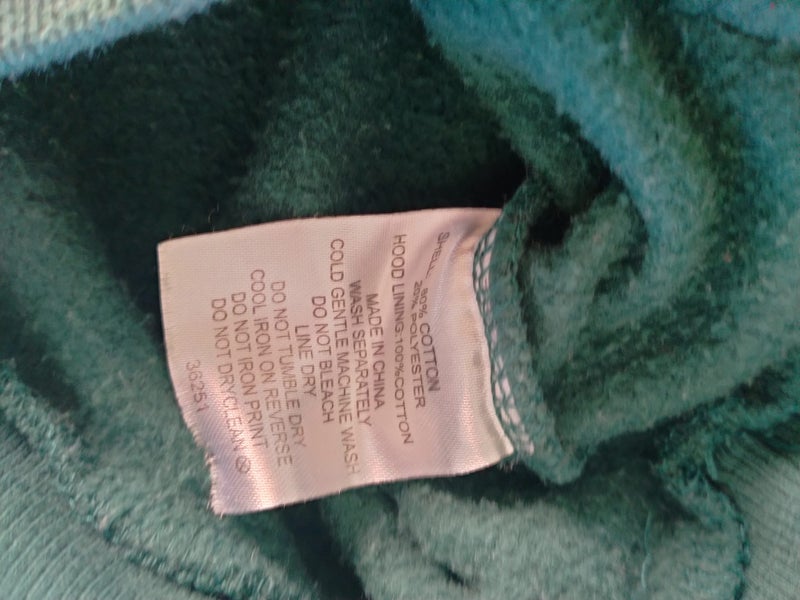 SHELL: 80% COTTON
20% POLYESTER
HOOD LINING:100%COTTON
MADE IN CHINA
WASH SEPARATELY
COLD GENTLE MACHINE WASH
DO NOT BLEACH
LINE DRY
DO NOT TUMBLE DRY
COOL IRON ON REVERSE
DO NOT IRON PRINT
DO NOT DRYCLEAN
36251